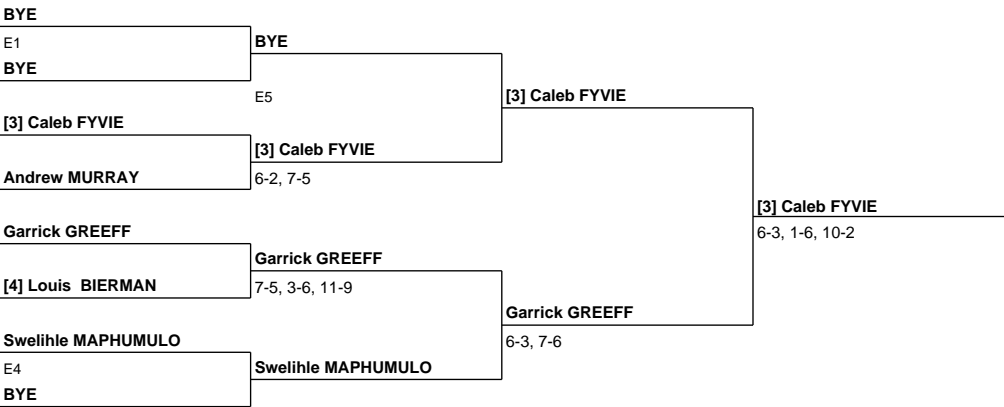 BYE
E1
BYE
BYE
E5
[3] Caleb FYVIE
[3] Caleb FYVIE
[3] Caleb FYVIE
Andrew MURRAY
6-2, 7-5
[3] Caleb FYVIE
6-3, 1-6, 10-2
Garrick GREEFF
Garrick GREEFF
[4] Louis BIERMAN
7-5, 3-6, 11-9
Garrick GREEFF
6-3, 7-6
Swelihle MAPHUMULO
E4
Swelihle MAPHUMULO
BYE